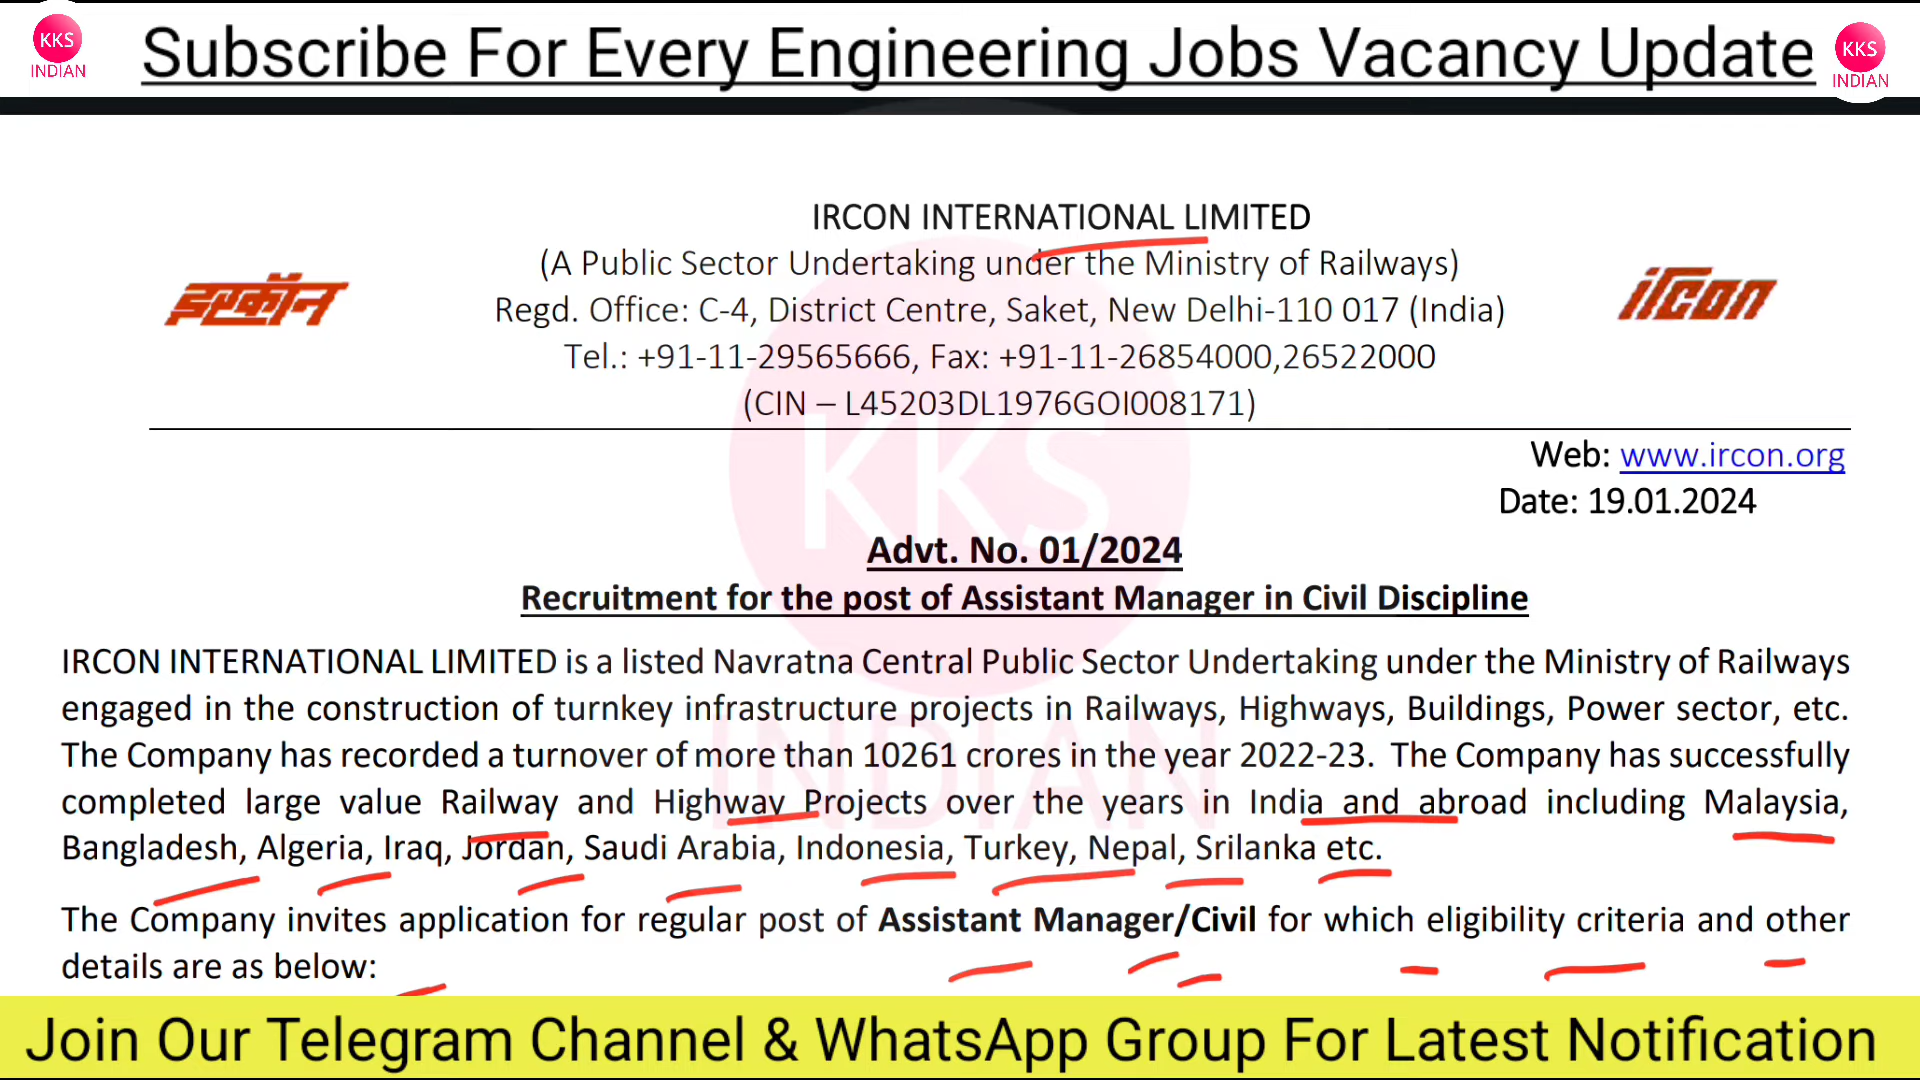 Subscribe For Every Engineering Jobs Vacancy Update
KKS
INDIAN
KKS
INDIAN
IRCON INTERNATIONAL LIMITED
(A Public Sector Undertaking under the Ministry of Railways)
Regd. Office: C-4, District Centre, Saket, New Delhi-110 017 (India)
Tel.: +91-11-29565666, Fax: +91-11-26854000,26522000
(CIN – L45203DL1976GOI008171)
इरकॉन
ircon
Web: www.ircon.org
Date: 19.01.2024
KKS
INDIAN
Advt. No. 01/2024
Recruitment for the post of Assistant Manager in Civil Discipline
IRCON INTERNATIONAL LIMITED is a listed Navratna Central Public Sector Undertaking under the Ministry of Railways
engaged in the construction of turnkey infrastructure projects in Railways, Highways, Buildings, Power sector, etc.
The Company has recorded a turnover of more than 10261 crores in the year 2022-23. The Company has successfully
completed large value Railway and Highway Projects over the years in India and abroad including Malaysia,
Bangladesh, Algeria, Iraq, Jordan, Saudi Arabia, Indonesia, Turkey, Nepal, Srilanka etc.
The Company invites application for regular post of Assistant Manager/Civil for which eligibility criteria and other
details are as below:
Join Our Telegram Channel & WhatsApp Group For Latest Notification